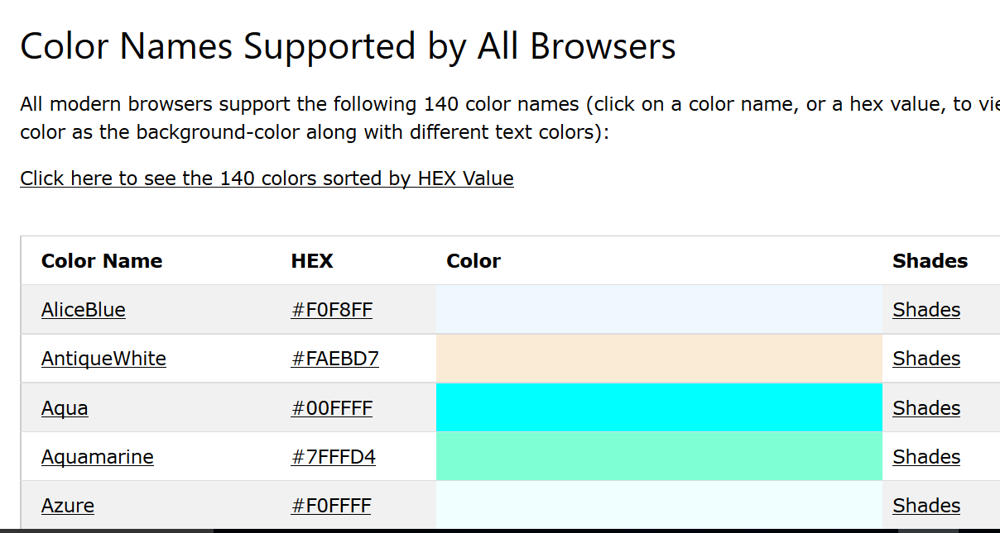 Color Names Supported by All Browsers
All modern browsers support the following 140 color names (click on a color name, or a hex value, to
color as the background-color along with different text colors):
Click here to see the 140 colors sorted by HEX Value
Color Name HEX Color Shades
AliceBlue #F0F8FF Shades
AntiqueWhite #FAEBD7 Shades
Aqua #00FFFF Shades
Aquamarine #7FFFD4 Shades
Azure #F0FFFF Shades